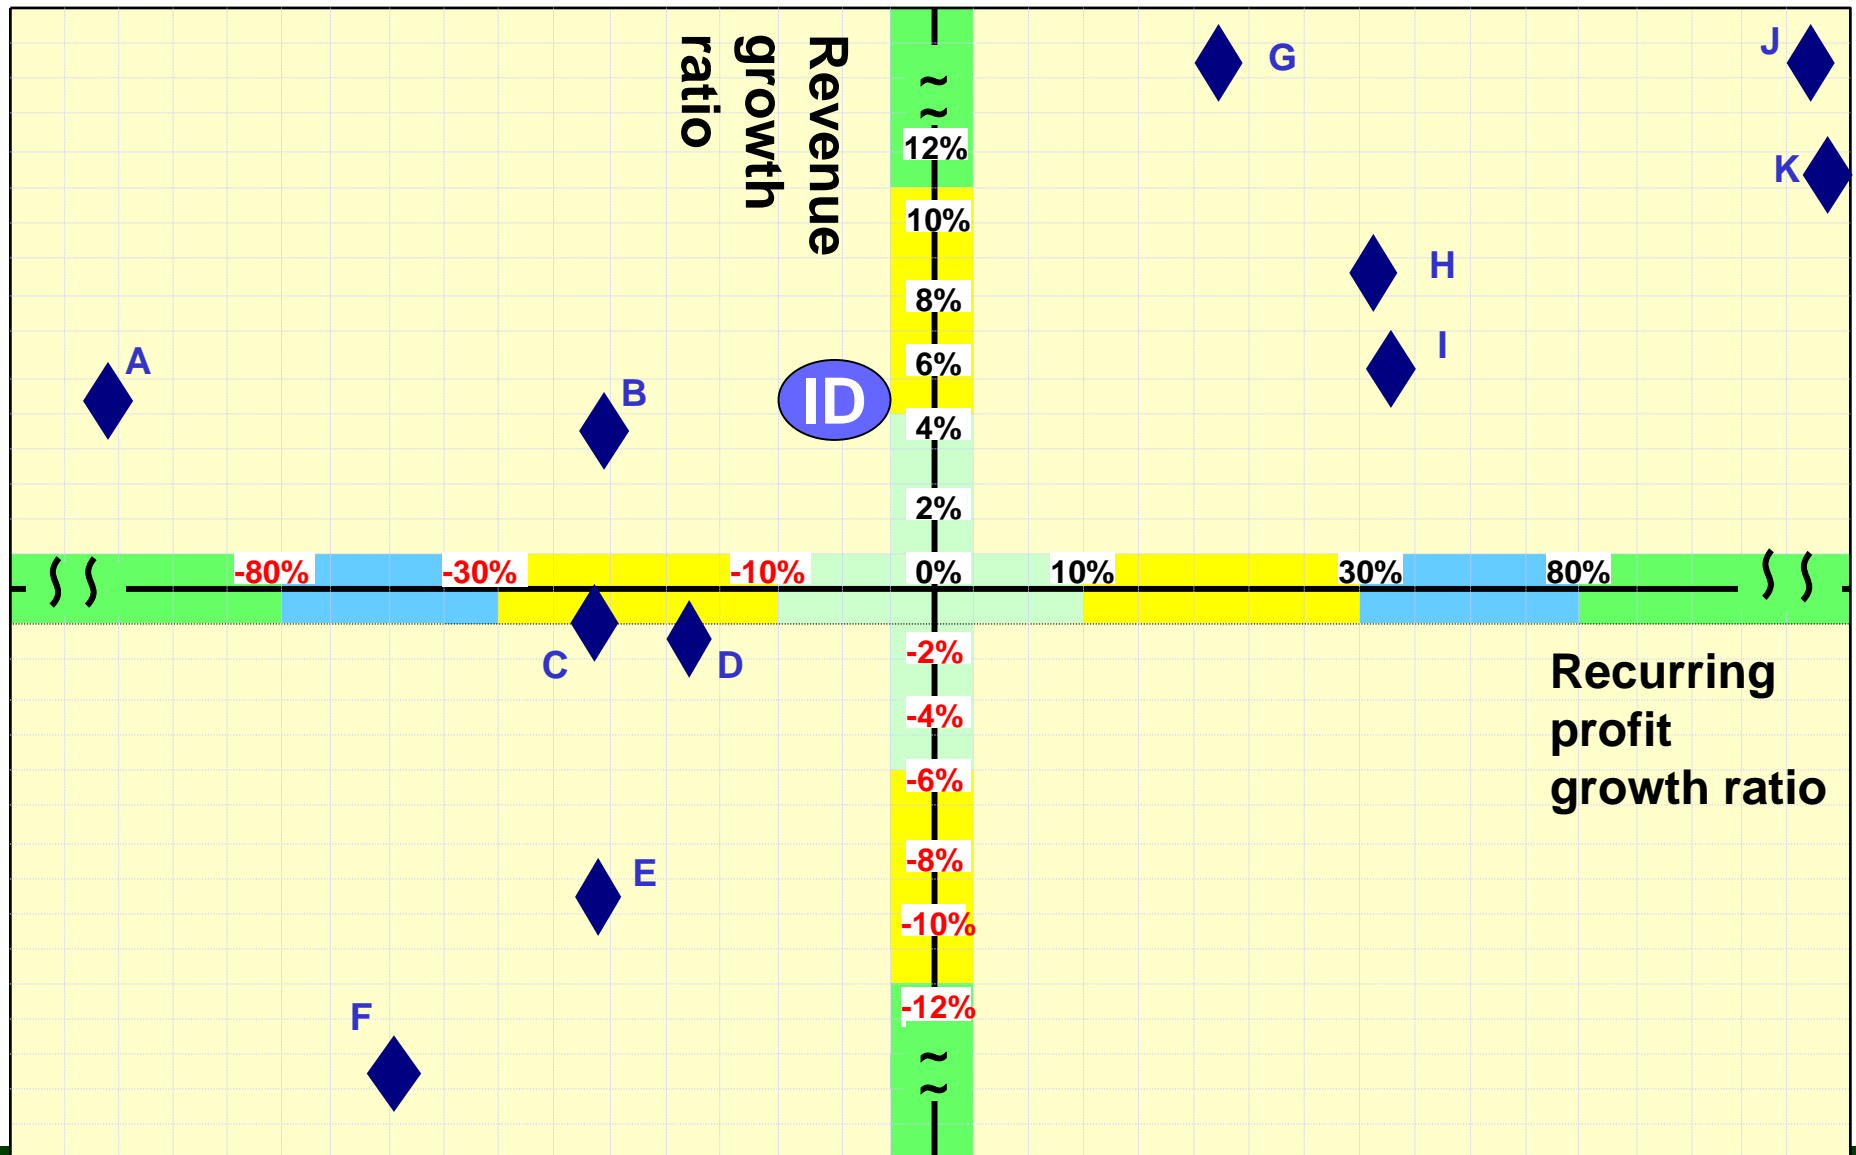 Revenue
growth
ratio
G
J
12%
K
10%
H
8%
I
6%
A
B
ID
4%
2%
-80%
-30%
-10%
0%
10%
30%
80%
C
D
-2%
Recurring
profit
growth ratio
-4%
-6%
-8%
E
-10%
-12%
F